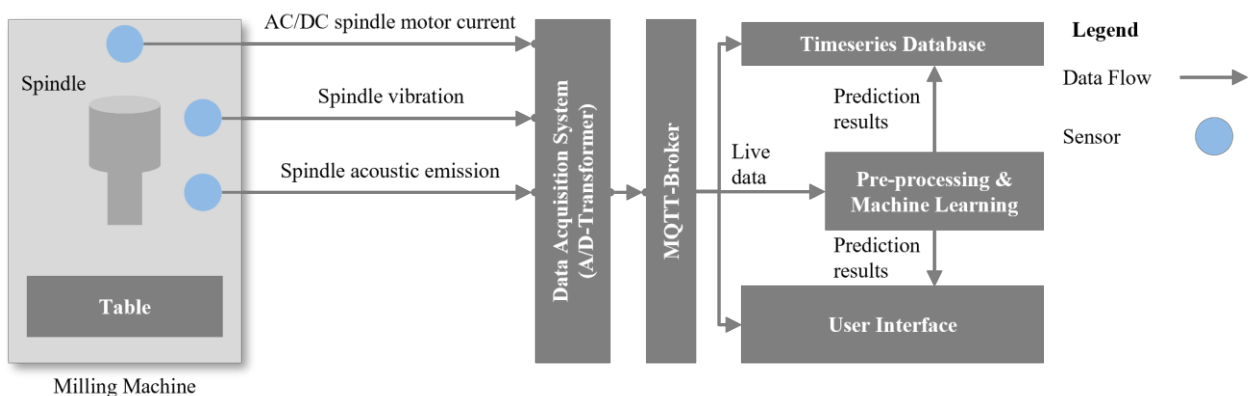 AC/DC spindle motor current
Spindle
Spindle vibration
Spindle acoustic emission
Table
Milling Machine
Data Acquisition System
(A/D-Transformer)
MQTT-Broker
Live
data
Timeseries Database
Prediction
results
Pre-processing &
Machine Learning
Prediction
results
User Interface
Legend
Data Flow
Sensor